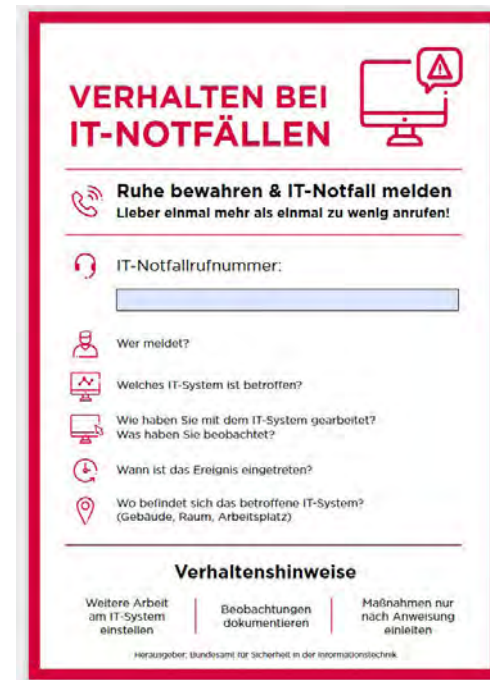 VERHALTEN BEI
IT-NOTFÄLLEN
Ruhe bewahren & IT-Notfall melden
Lieber einmal mehr als einmal zu wenig anrufen!
IT-Notfallrufnummer:
Wer meldet?
Welches IT-System ist betroffen?
Wie haben Sie mit dem IT-System gearbeitet?
Was haben Sie beobachtet?
Wann ist das Ereignis eingetreten?
Wo befindet sich das betroffene IT-System?
(Gebäude, Raum, Arbeitsplatz)
Verhaltenshinweise
Weitere Arbeit
am IT-System
einstellen
Beobachtungen
dokumentieren
Maßnahmen nur
nach Anweisung
einleiten
Herausgeber: Bundesamt für Sicherheit in der Informationstechnik